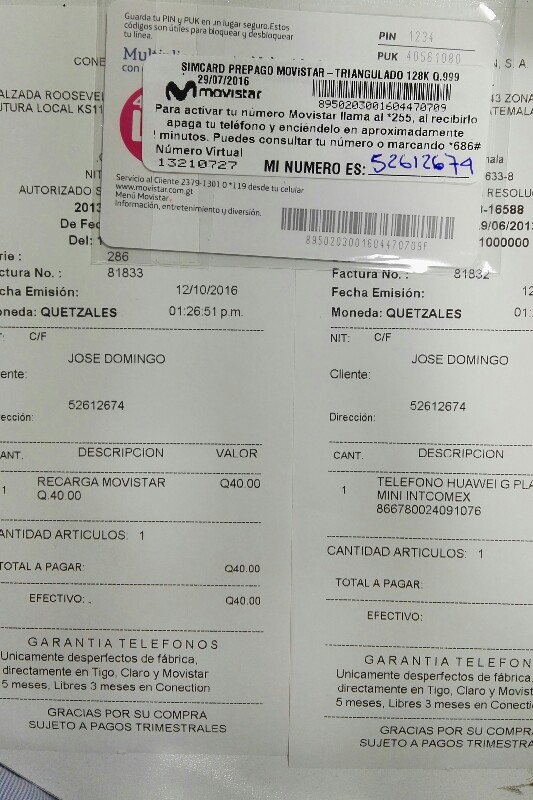 Guarda tu PIN y PUK en un lugar seguro. Estos
códigos son útiles para bloquear y desbloquear
tu línea.
PIN 1234
PUK 40561080
SIMCARD PREPAGO MOVISTAR-TRIANGULADO 128K Q.999
29/07/2016
movistar
8950203001604470709
Para activar tu número Movistar llama al *255, al recibirlo
apaga tu teléfono y enciéndelo en aproximadamente
minutos. Puedes consultar tu número o marcando *686#
Número Virtual
13210727
MI NUMERO ES: 52612674
Servicio al Cliente 2379-1301 0 *119 desde tu celular
www.movistar.com.gt
Menú Movistar.
Información, entretenimiento y diversión.
8950203001604470709F
CONE
ALZADA ROOSEVE
UTURA LOCAL KS11
NIT
AUTORIZADO S
2013
De Fec
Del: 1
rie : 286
actura No. : 81833
echa Emisión: 12/10/2016
oneda: QUETZALES 01:26:51 p.m.
T: C/F
JOSE DOMINGO
ente:
52612674
ección:
ANT. DESCRIPCION VALOR
1 RECARGA MOVISTAR Q40.00
Q.40.00
ANTIDAD ARTICULOS: 1
TOTAL A PAGAR: Q40.00
EFECTIVO: Q40.00
GARANTIA TELEFONOS
Unicamente desperfectos de fábrica,
directamente en Tigo, Claro y Movistar
5 meses, Libres 3 meses en Conection
GRACIAS POR SU COMPRA
SUJETO A PAGOS TRIMESTRALES
N, S. A.
43 ZONA
ATEMALA
nala
633-8
RESOLU
I-16588
9/06/2013
1000000
Factura No. : 81832
Fecha Emisión: 12
Moneda: QUETZALES 01:
NIT: C/F
JOSE DOMINGO
Cliente:
52612674
Dirección:
CANT. DESCRIPCION
1 TELEFONO HUAWEI G PLA
MINI INTCOMEX
866780024091076
CANTIDAD ARTICULOS: 1
TOTAL A PAGAR:
EFECTIVO:
GARANTIA TELEFON
Unicamente desperfectos de fábrica,
directamente en Tigo, Claro y Movist
5 meses, Libres 3 meses en Conecti
GRACIAS POR SU COMPRA
SUJETO A PAGOS TRIMESTRA